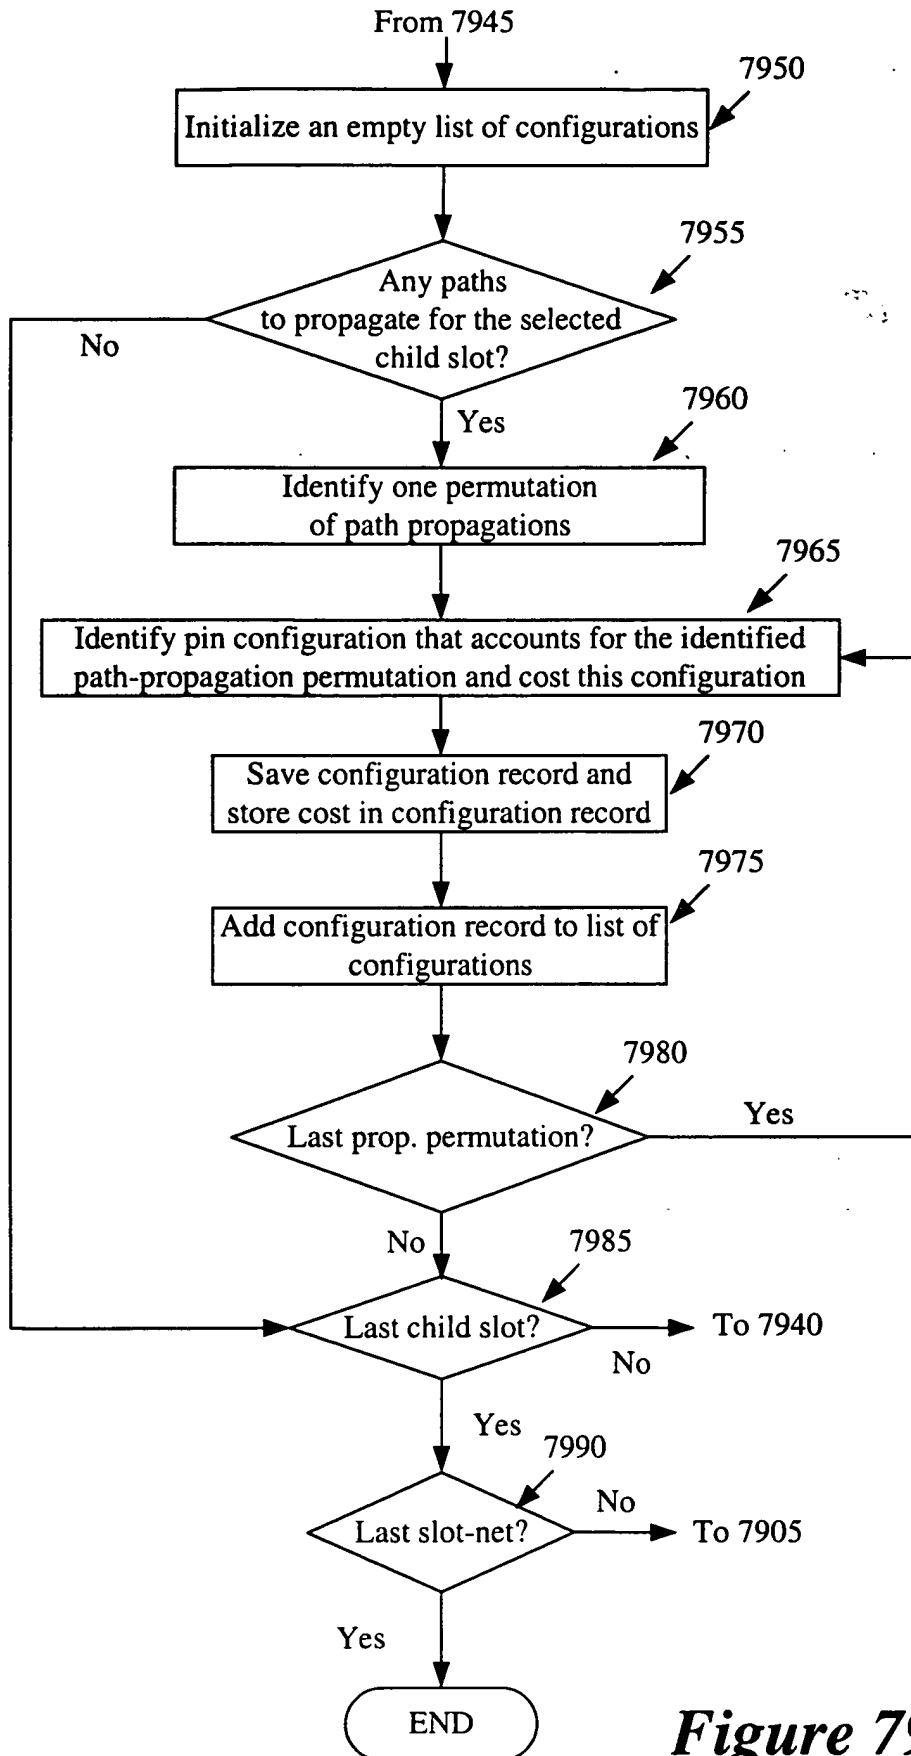 From 7945
7950
Initialize an empty list of configurations
7955
Any paths
to propagate for the selected
child slot?
No
7960
Yes
Identify one permutation
of path propagations
7965
Identify pin configuration that accounts for the identified
path-propagation permutation and cost this configuration
7970
Save configuration record and
store cost in configuration record
7975
Add configuration record to list of
configurations
7980
Last prop. permutation?
Yes
No
7985
Last child slot?
To 7940
No
Yes
7990
Last slot-net?
No
To 7905
Yes
END
Figure 79